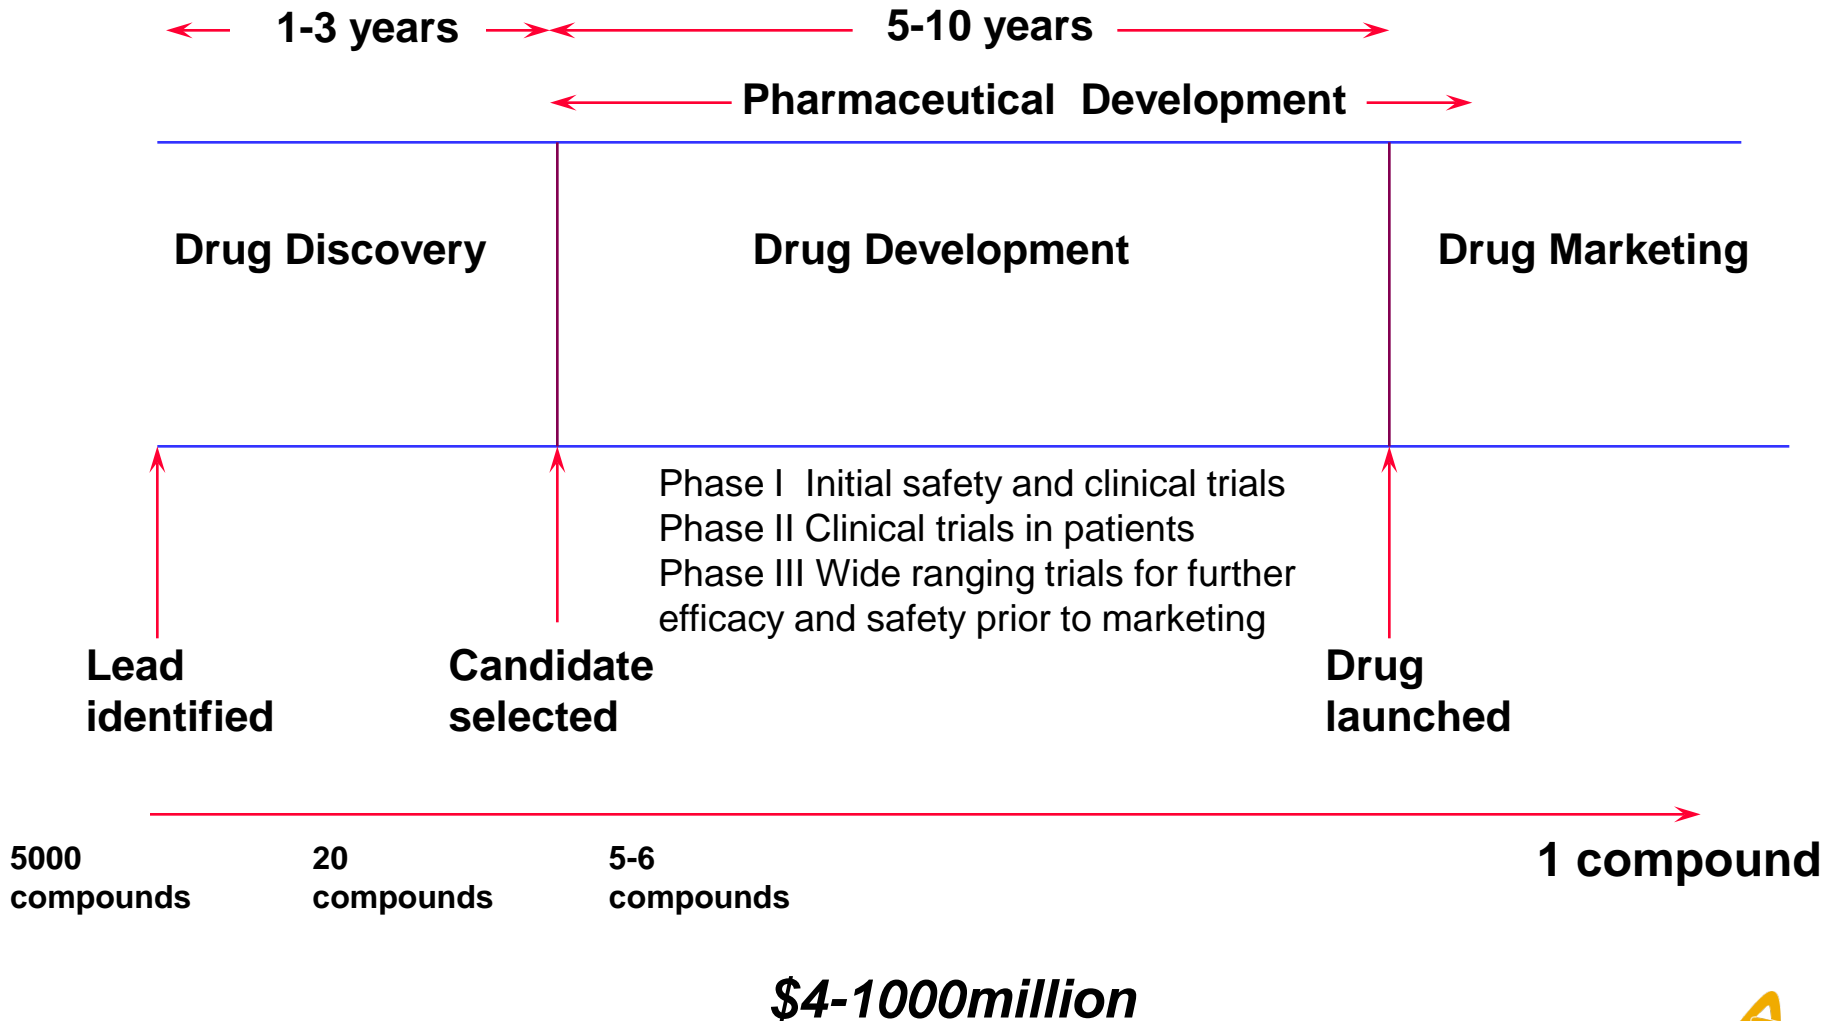 1-3 years
5-10 years
Pharmaceutical Development
Drug Discovery
Drug Development
Drug Marketing
Phase I Initial safety and clinical trials
Phase II Clinical trials in patients
Phase III Wide ranging trials for further
efficacy and safety prior to marketing
Lead
identified
Candidate
selected
Drug
launched
5000
compounds
20
compounds
5-6
compounds
1 compound
$4-1000million